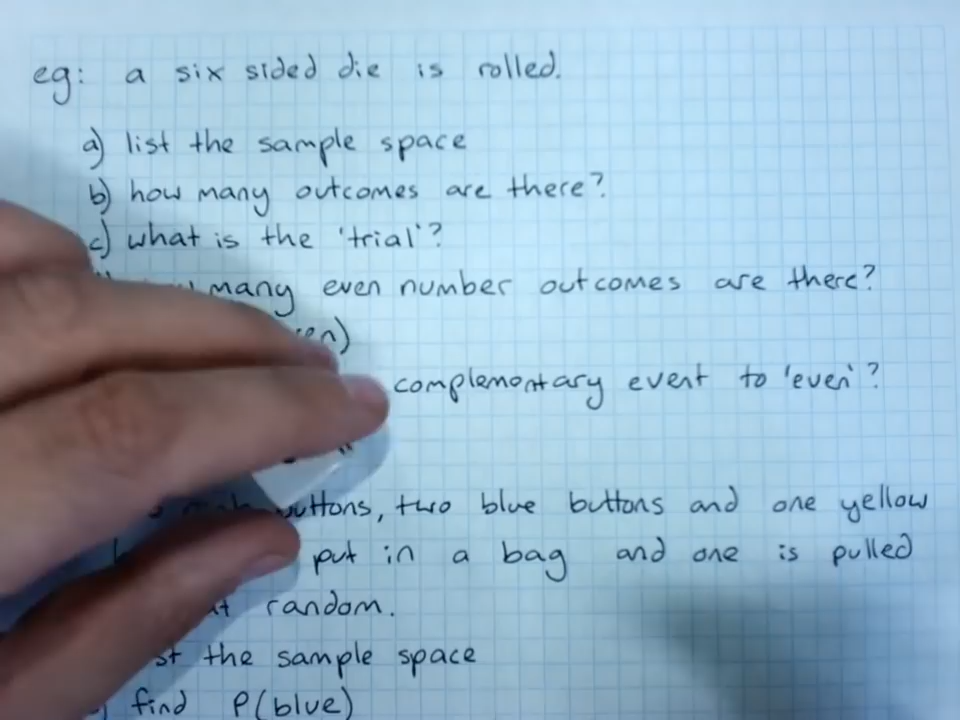 eg: a six sided die is rolled.
a) list the sample space
b) how many outcomes are there?
c) what is the 'trial'?
many even number outcomes are there?
complementary event to 'even'?
buttons, two blue buttons and one yellow
put in a bag and one is pulled
at random.
the sample space
find P(blue)